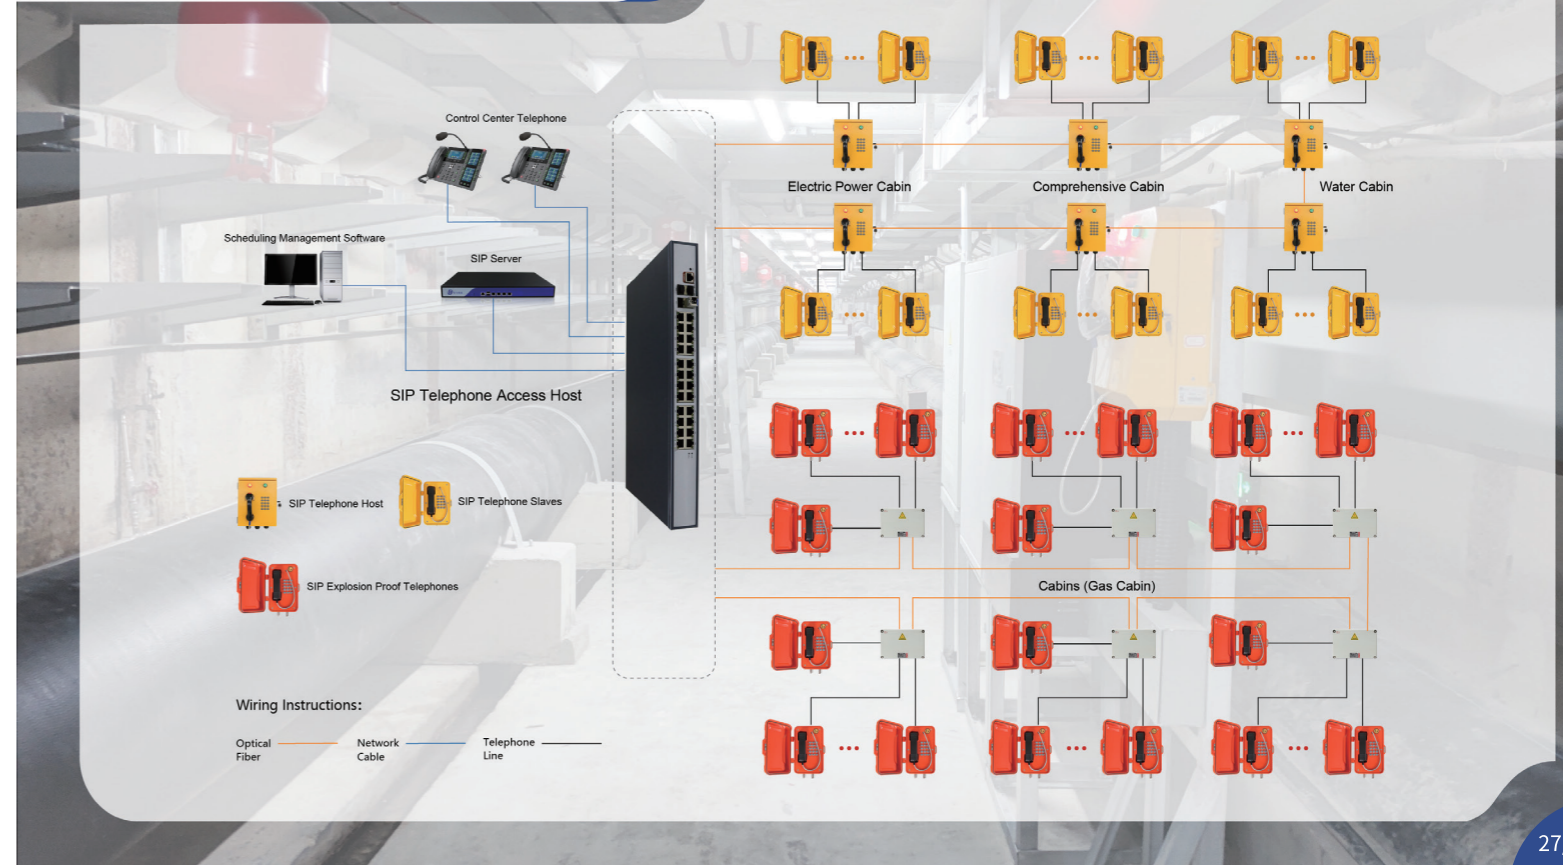 Control Center Telephone
Electric Power Cabin
Comprehensive Cabin
Water Cabin
Scheduling Management Software
SIP Server
SIP Telephone Access Host
SIP Telephone Host
SIP Telephone Slaves
SIP Explosion Proof Telephones
Cabins (Gas Cabin)
Wiring Instructions:
Optical
Fiber
Network
Cable
Telephone
Line
27